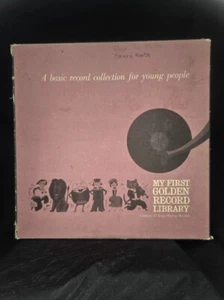 A basic record collection for young people
MY FIRST
GOLDEN
RECORD
LIBRARY